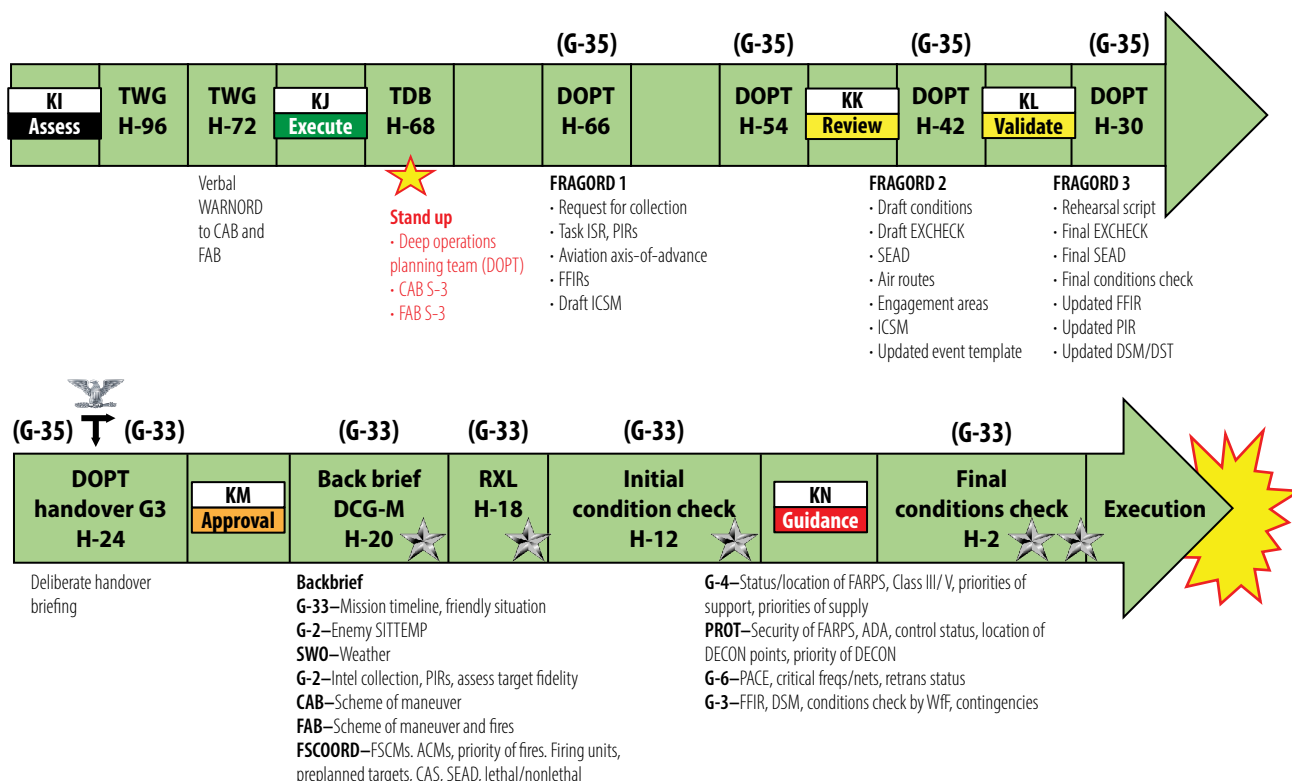 (G-35) (G-35) (G-35) (G-35)
KI
Assess
TWG
H-96
TWG
H-72
KJ
Execute
TDB
H-68
DOPT
H-66
DOPT
H-54
KK
Review
DOPT
H-42
KL
Validate
DOPT
H-30
Verbal
WARNORD
to CAB and
FAB
Stand up
· Deep operations
planning team (DOPT)
· CAB S-3
· FAB S-3
FRAGORD 1
· Request for collection
· Task ISR, PIRs
· Aviation axis-of-advance
· FFIRs
· Draft ICSM
FRAGORD 2
· Draft conditions
· Draft EXCHECK
· SEAD
· Air routes
· Engagement areas
· ICSM
· Updated event template
FRAGORD 3
· Rehearsal script
· Final EXCHECK
· Final SEAD
· Final conditions check
· Updated FFIR
· Updated PIR
· Updated DSM/DST
(G-35) (G-33) (G-33) (G-33) (G-33) (G-33)
DOPT
handover G3
H-24
KM
Approval
Back brief
DCG-M
H-20
RXL
H-18
Initial
condition check
H-12
KN
Guidance
Final
conditions check
H-2
Execution
Deliberate handover
briefing
Backbrief
G-33–Mission timeline, friendly situation
G-2–Enemy SITTEMP
SWO–Weather
G-2–Intel collection, PIRs, assess target fidelity
CAB–Scheme of maneuver
FAB–Scheme of maneuver and fires
FSCOORD–FSCMs. ACMs, priority of fires. Firing units,
preplanned targets, CAS, SEAD, lethal/nonlethal
G-4–Status/location of FARPS, Class III/ V, priorities of
support, priorities of supply
PROT–Security of FARPS, ADA, control status, location of
DECON points, priority of DECON
G-6–PACE, critical freqs/nets, retrans status
G-3–FFIR, DSM, conditions check by WfF, contingencies